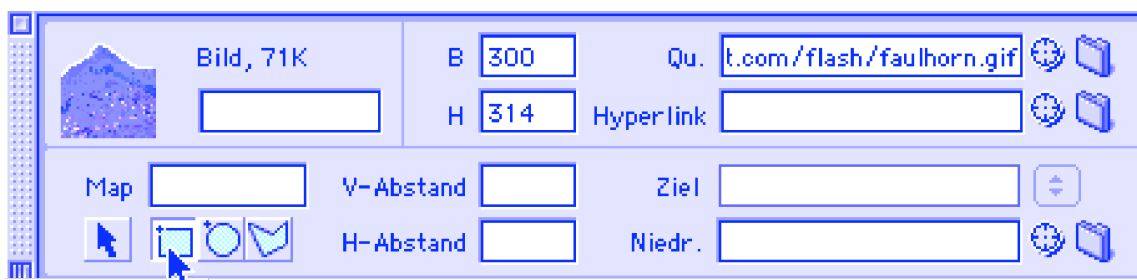 Bild, 71K B 300 Qu. t.com/flash/faulhorn.gif
H 314 Hyperlink
Map V-Abstand Ziel
H-Abstand Niedr.